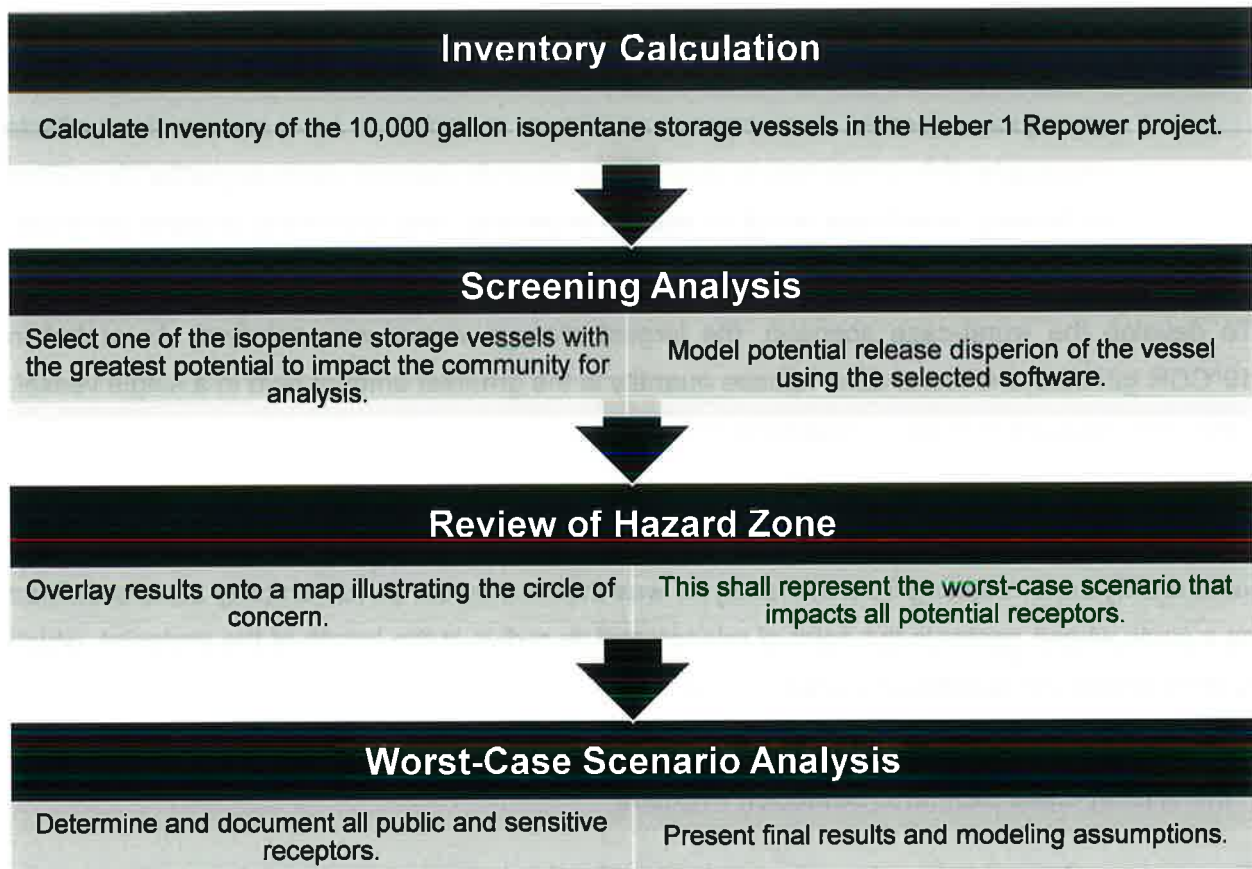 Inventory Calculation
Calculate Inventory of the 10,000 gallon isopentane storage vessels in the Heber 1 Repower project.
Screening Analysis
Select one of the isopentane storage vessels with
the greatest potential to impact the community for
analysis.
Model potential release disperion of the vessel
using the selected software.
Review of Hazard Zone
Overlay results onto a map illustrating the circle of
concern.
This shall represent the worst-case scenario that
impacts all potential receptors.
Worst-Case Scenario Analysis
Determine and document all public and sensitive
receptors.
Present final results and modeling assumptions.